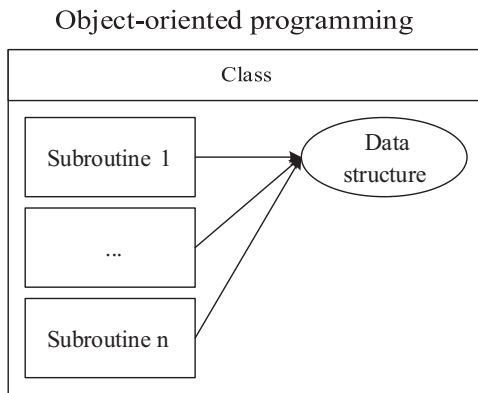 Object-oriented programming
Class
Subroutine 1
Data
structure
...
Subroutine n